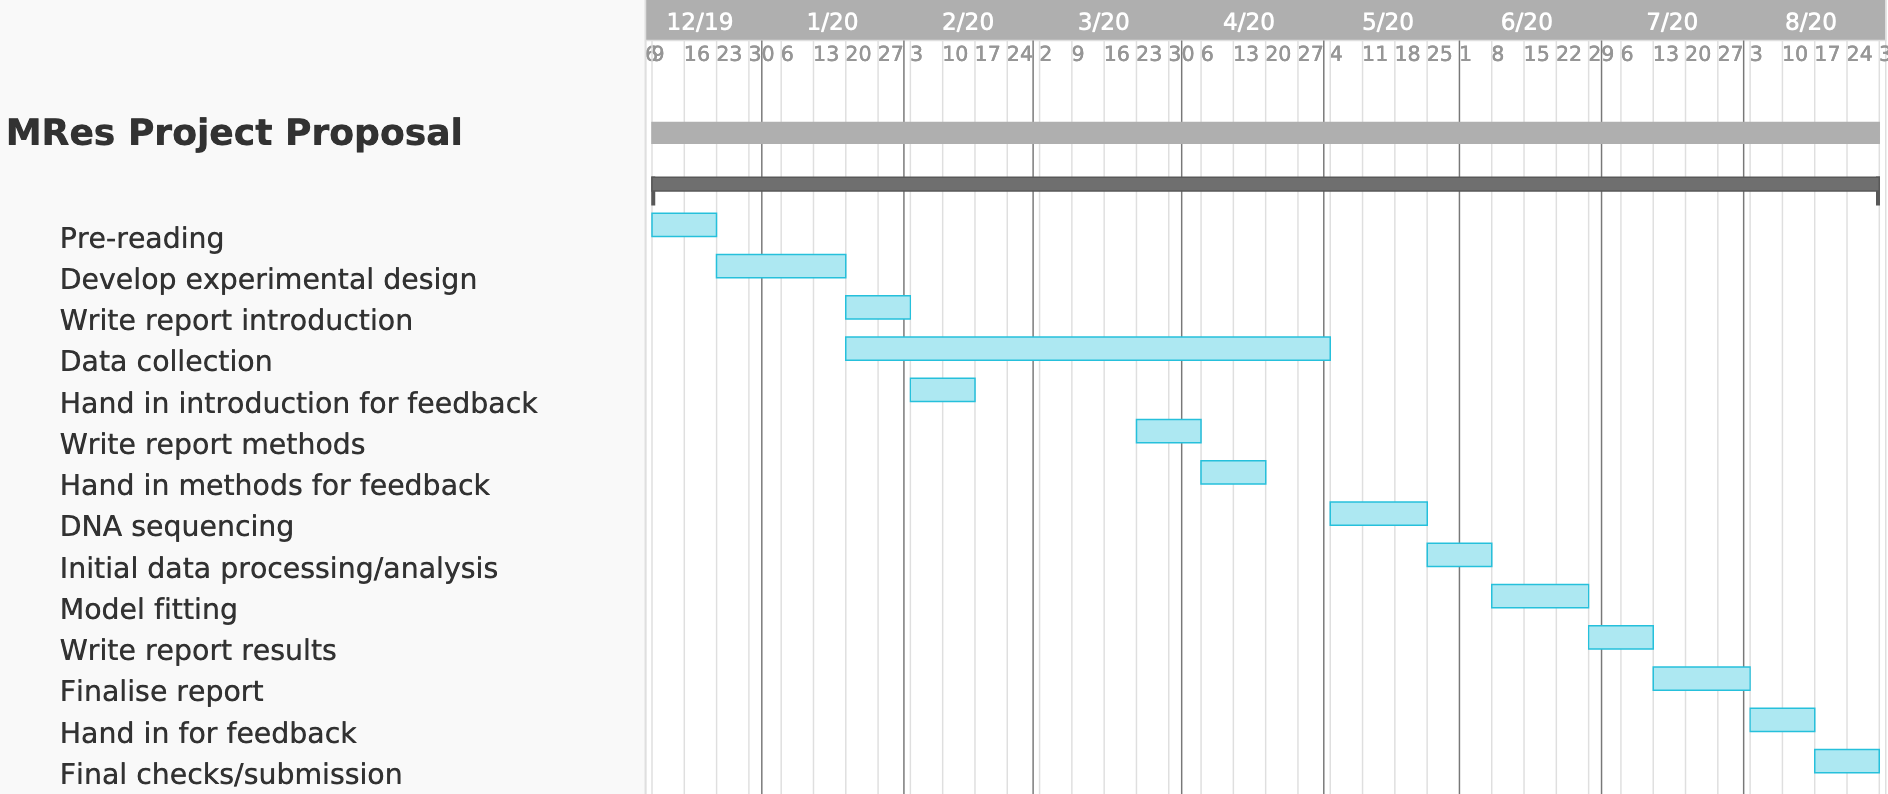 12/19 1/20 2/20 3/20 4/20 5/20 6/20 7/20 8/20
6 9 16 23 30 6 13 20 27 3 10 17 24 2 9 16 23 30 6 13 20 27 4 11 18 25 1 8 15 22 29 6 13 20 27 3 10 17 24 3
MRes Project Proposal
Pre-reading
Develop experimental design
Write report introduction
Data collection
Hand in introduction for feedback
Write report methods
Hand in methods for feedback
DNA sequencing
Initial data processing/analysis
Model fitting
Write report results
Finalise report
Hand in for feedback
Final checks/submission